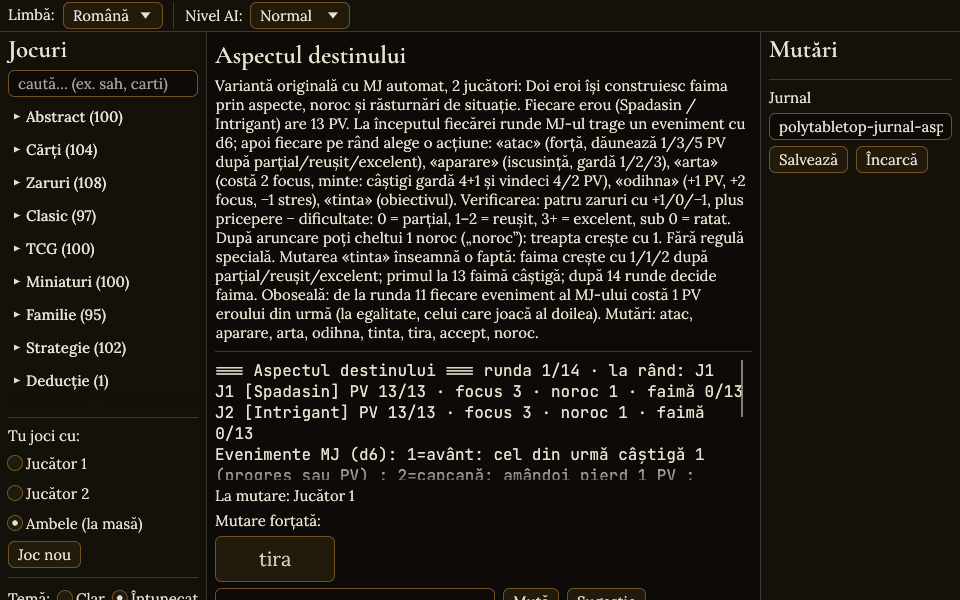 Limbă: Română ▼ Nivel AI: Normal ▼
Jocuri
caută... (ex. sah, carti)
▸ Abstract (100)
▸ Cărți (104)
▸ Zaruri (108)
▸ Clasic (97)
▸ TCG (100)
▸ Miniaturi (100)
▸ Familie (95)
▸ Strategie (102)
▸ Deducție (1)
Tu joci cu:
Jucător 1
Jucător 2
Ambele (la masă)
Joc nou
Temă: Clar Întunecat
Aspectul destinului
Variantă originală cu MJ automat, 2 jucători: Doi eroi își construiesc faima
prin aspecte, noroc și răsturnări de situație. Fiecare erou (Spadasin /
Intrigant) are 13 PV. La începutul fiecărei runde MJ-ul trage un eveniment cu
d6; apoi fiecare pe rând alege o acțiune: «atac» (forță, dăunează 1/3/5 PV
după parțial/reușit/excelent), «aparare» (iscusință, gardă 1/2/3), «arta»
(costă 2 focus, minte: câștigi gardă 4+1 și vindeci 4/2 PV), «odihna» (+1 PV, +2
focus, −1 stres), «tinta» (obiectivul). Verificarea: patru zaruri cu +1/0/−1, plus
pricepere − dificultate: 0 = parțial, 1–2 = reușit, 3+ = excelent, sub 0 = ratat.
După aruncare poți cheltui 1 noroc („noroc”): treapta crește cu 1. Fără regulă
specială. Mutarea «tinta» înseamnă o faptă: faima crește cu 1/1/2 după
parțial/reușit/excelent; primul la 13 faimă câștigă; după 14 runde decide
faima. Oboseală: de la runda 11 fiecare eveniment al MJ-ului costă 1 PV
eroului din urmă (la egalitate, celui care joacă al doilea). Mutări: atac,
aparare, arta, odihna, tinta, tira, accept, noroc.
═══ Aspectul destinului ═══ runda 1/14 · la rând: J1
J1 [Spadasin] PV 13/13 · focus 3 · noroc 1 · faimă 0/13
J2 [Intrigant] PV 13/13 · focus 3 · noroc 1 · faimă
0/13
Evenimente MJ (d6): 1=avânt: cel din urmă câștigă 1
(progres sau PV) ; 2=capcană: amândoi pierd 1 PV ;
La mutare: Jucător 1
Mutare forțată:
tira
Mută Sugestie
Mutări
Jurnal
polytabletop-jurnal-asp
Salvează Încarcă